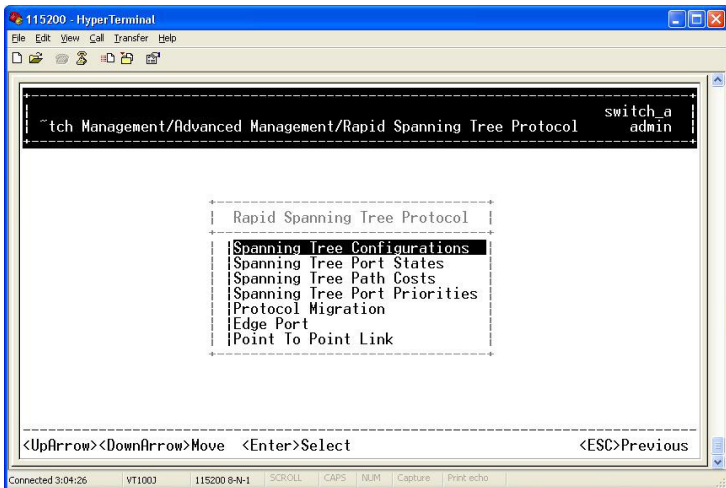 115200 - HyperTerminal
File Edit View Call Transfer Help
switch_a
~tch Management/Advanced Management/Rapid Spanning Tree Protocol admin
Rapid Spanning Tree Protocol
Spanning Tree Configurations
Spanning Tree Port States
Spanning Tree Path Costs
Spanning Tree Port Priorities
Protocol Migration
Edge Port
Point To Point Link
<UpArrow><DownArrow>Move <Enter>Select <ESC>Previous
Connected 3:04:26 VT100J 115200 8-N-1 SCROLL CAPS NUM Capture Print echo